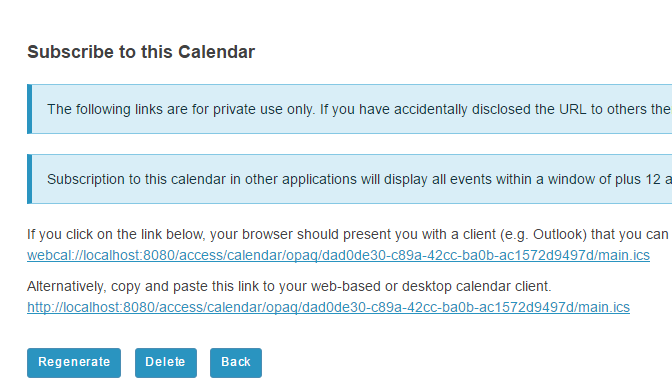 Subscribe to this Calendar
The following links are for private use only. If you have accidentally disclosed the URL to others the
Subscription to this calendar in other applications will display all events within a window of plus 12 a
If you click on the link below, your browser should present you with a client (e.g. Outlook) that you can
webcal://localhost:8080/access/calendar/opaq/dad0de30-c89a-42cc-ba0b-ac1572d9497d/main.ics
Alternatively, copy and paste this link to your web-based or desktop calendar client.
http://localhost:8080/access/calendar/opaq/dad0de30-c89a-42cc-ba0b-ac1572d9497d/main.ics
Regenerate Delete Back